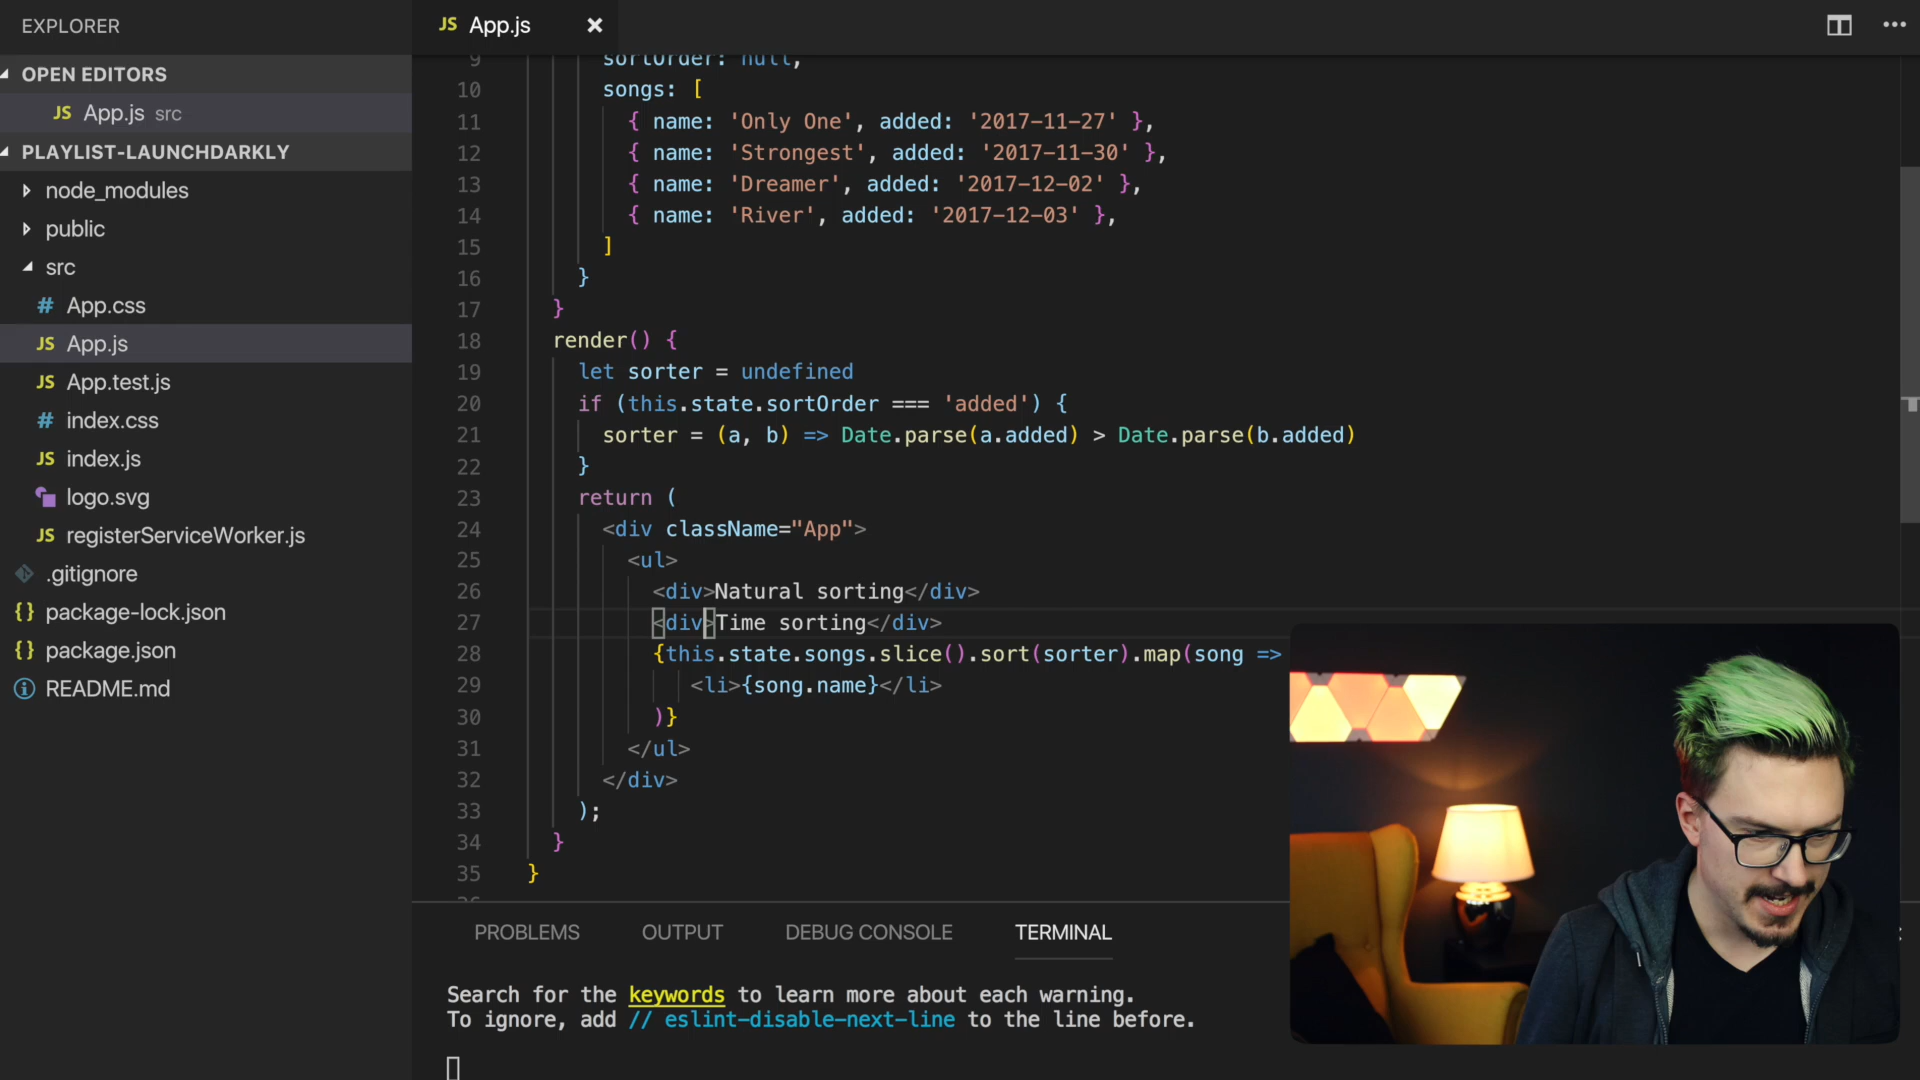 EXPLORER
OPEN EDITORS
JS App.js src
PLAYLIST-LAUNCHDARKLY
node_modules
public
src
# App.css
JS App.js
JS App.test.js
# index.css
JS index.js
logo.svg
JS registerServiceWorker.js
.gitignore
{} package-lock.json
{} package.json
README.md
JS App.js
9 sortOrder: null,
10 songs: [
11 { name: 'Only One', added: '2017-11-27' },
12 { name: 'Strongest', added: '2017-11-30' },
13 { name: 'Dreamer', added: '2017-12-02' },
14 { name: 'River', added: '2017-12-03' },
15 ]
16 }
17 }
18 render() {
19 let sorter = undefined
20 if (this.state.sortOrder === 'added') {
21 sorter = (a, b) => Date.parse(a.added) > Date.parse(b.added)
22 }
23 return (
24 <div className="App">
25 <ul>
26 <div>Natural sorting</div>
27 <div>Time sorting</div>
28 {this.state.songs.slice().sort(sorter).map(song =>
29 <li>{song.name}</li>
30 )}
31 </ul>
32 </div>
33 );
34 }
35 }
PROBLEMS OUTPUT DEBUG CONSOLE TERMINAL
Search for the keywords to learn more about each warning.
To ignore, add // eslint-disable-next-line to the line before.